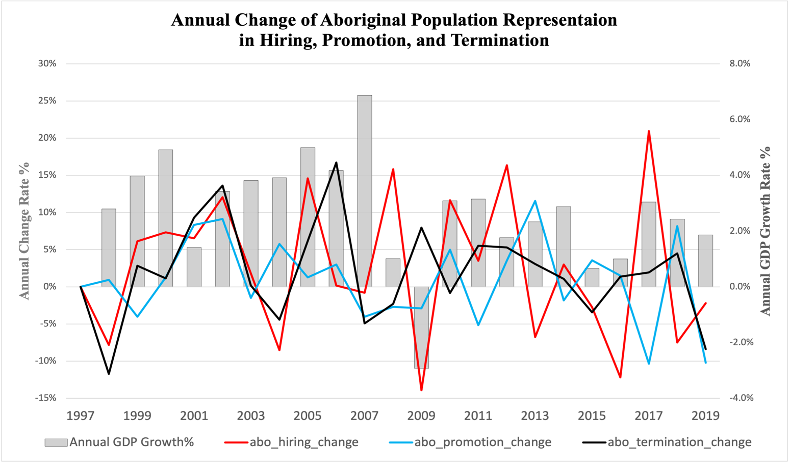 Annual Change of Aboriginal Population Representaion
in Hiring, Promotion, and Termination
30%
25%
20%
15%
10%
5%
0%
-5%
-10%
-15%
Annual Change Rate %
8.0%
6.0%
4.0%
2.0%
0.0%
-2.0%
-4.0%
Annual GDP Growth Rate %
1997 1999 2001 2003 2005 2007 2009 2011 2013 2015 2017 2019
Annual GDP Growth% abo_hiring_change abo_promotion_change abo_termination_change